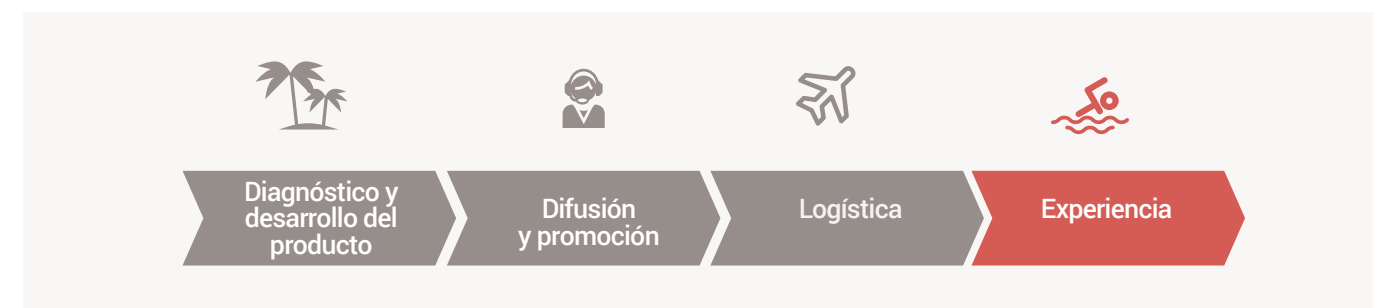 Diagnóstico y
desarrollo del
producto
Difusión
y promoción
Logística
Experiencia